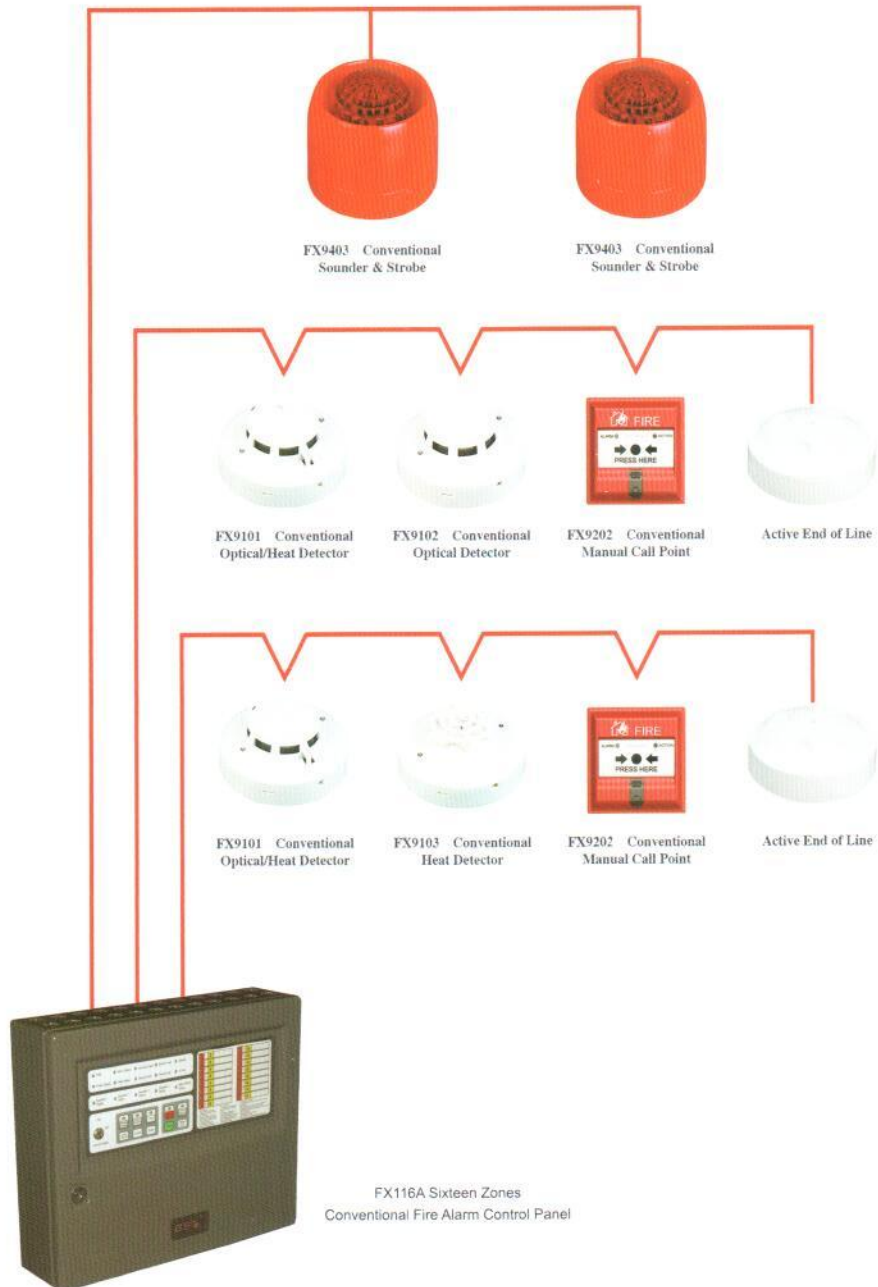 FX9403 Conventional
Sounder & Strobe
FX9403 Conventional
Sounder & Strobe
FIRE
ALARM
PRESS HERE
FX9101 Conventional
Optical/Heat Detector
FX9102 Conventional
Optical Detector
FX9202 Conventional
Manual Call Point
Active End of Line
FIRE
ALARM
PRESS HERE
FX9101 Conventional
Optical/Heat Detector
FX9103 Conventional
Heat Detector
FX9202 Conventional
Manual Call Point
Active End of Line
FX116A Sixteen Zones
Conventional Fire Alarm Control Panel